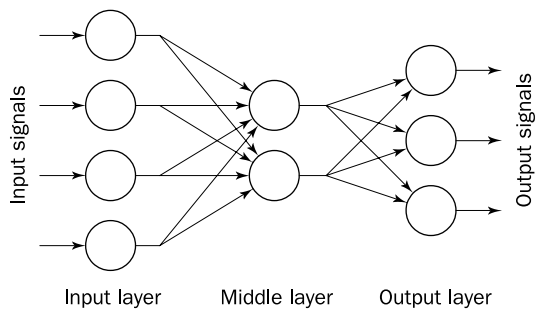 Input signals
Output signals
Input layer
Middle layer
Output layer